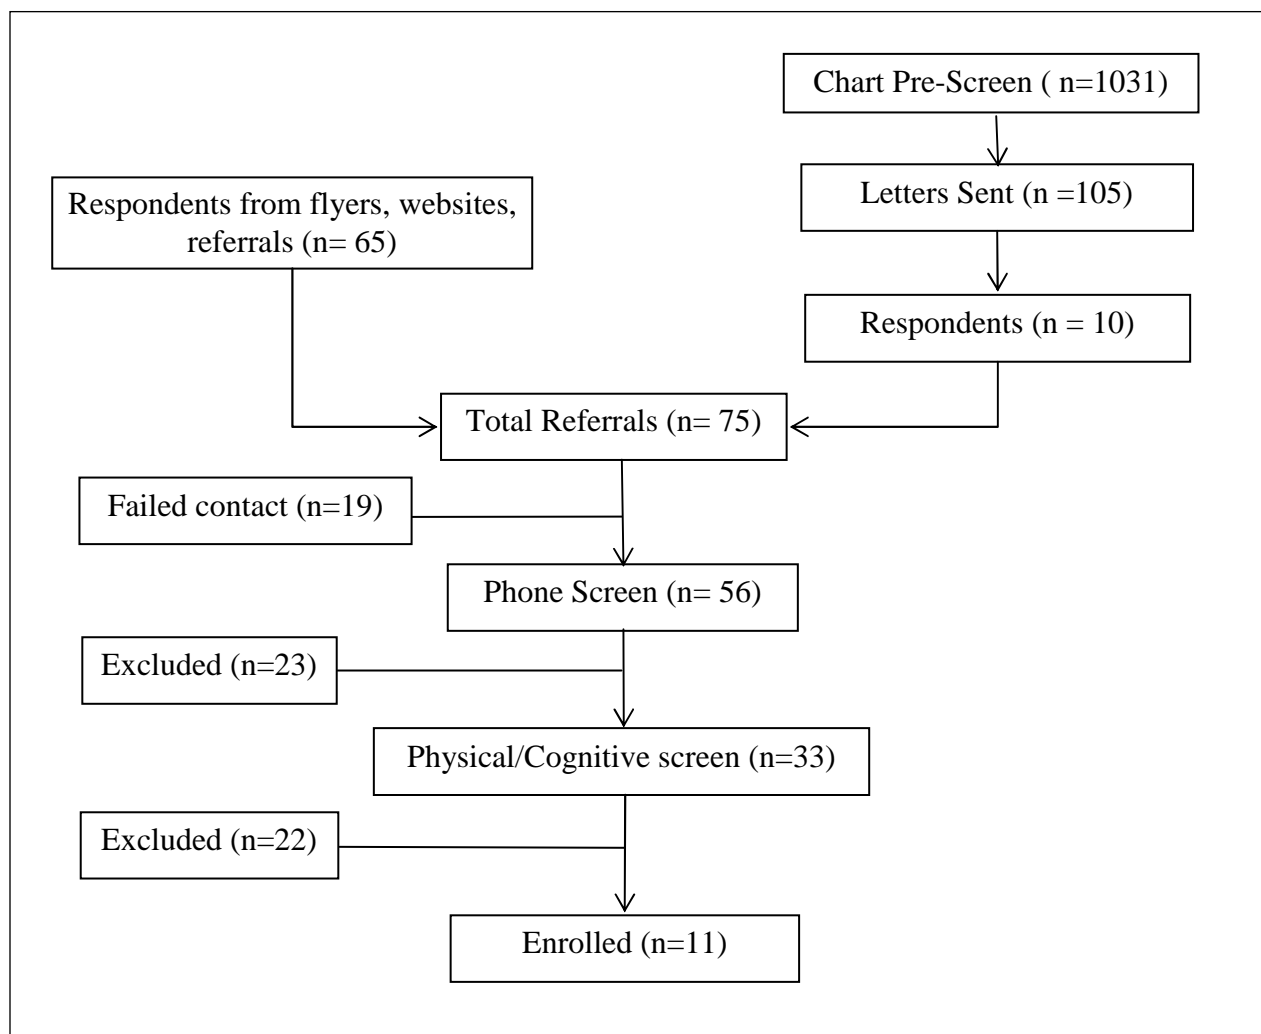 Chart Pre-Screen ( n=1031)
Letters Sent (n =105)
Respondents from flyers, websites,
referrals (n= 65)
Respondents (n = 10)
Total Referrals (n= 75)
Failed contact (n=19)
Phone Screen (n= 56)
Excluded (n=23)
Physical/Cognitive screen (n=33)
Excluded (n=22)
Enrolled (n=11)